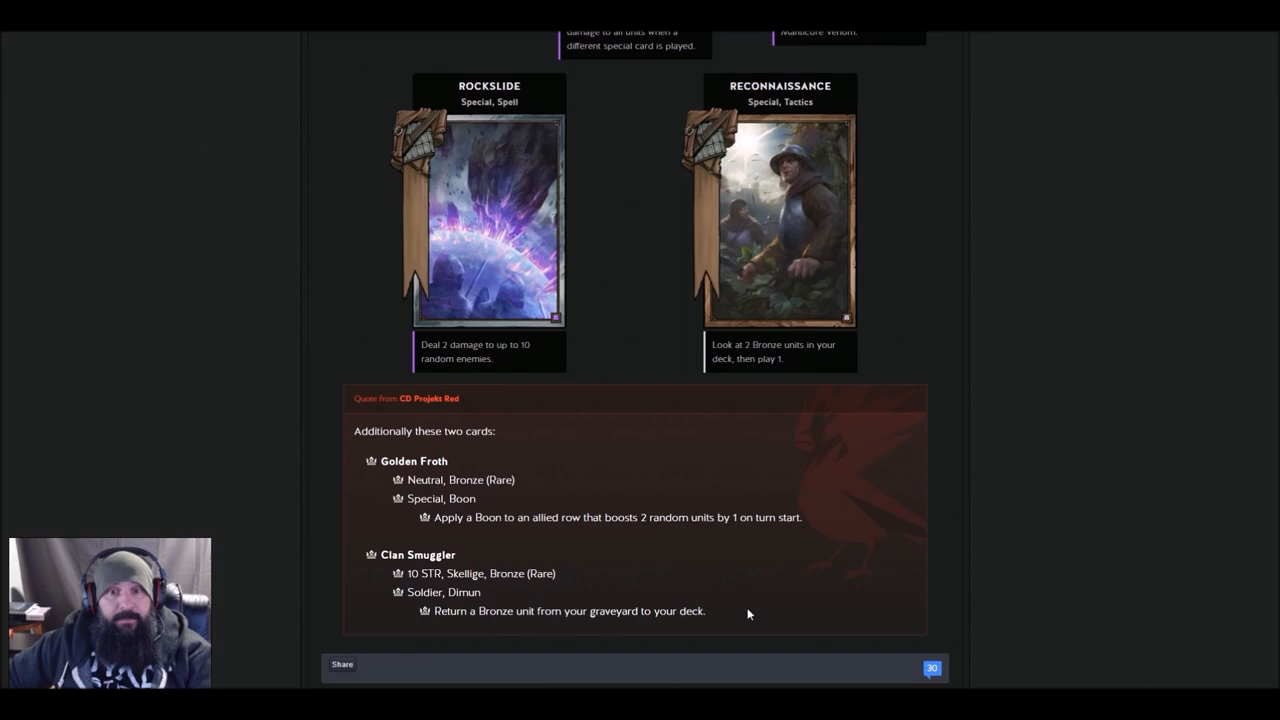 damage to all units when a
different special card is played.
Manticore Venom.
ROCKSLIDE
Special, Spell
RECONNAISSANCE
Special, Tactics
Deal 2 damage to up to 10
random enemies.
Look at 2 Bronze units in your
deck, then play 1.
Quote from CD Projekt Red
Additionally these two cards:
Golden Froth
Neutral, Bronze (Rare)
Special, Boon
Apply a Boon to an allied row that boosts 2 random units by 1 on turn start.
Clan Smuggler
10 STR, Skellige, Bronze (Rare)
Soldier, Dimun
Return a Bronze unit from your graveyard to your deck.
Share
30